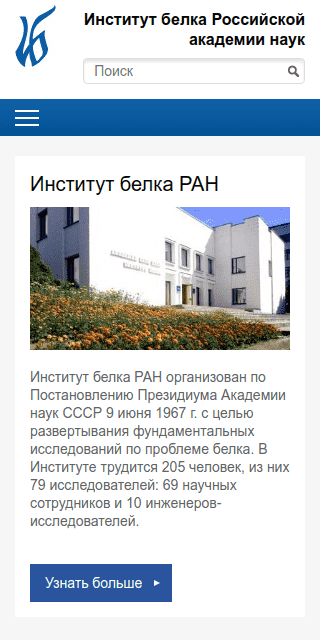 Институт белка Российской
академии наук
Поиск
Институт белка РАН
Институт белка РАН организован по
Постановлению Президиума Академии
наук СССР 9 июня 1967 г. с целью
развертывания фундаментальных
исследований по проблеме белка. В
Институте трудится 205 человек, из них
79 исследователей: 69 научных
сотрудников и 10 инженеров-
исследователей.
Узнать больше